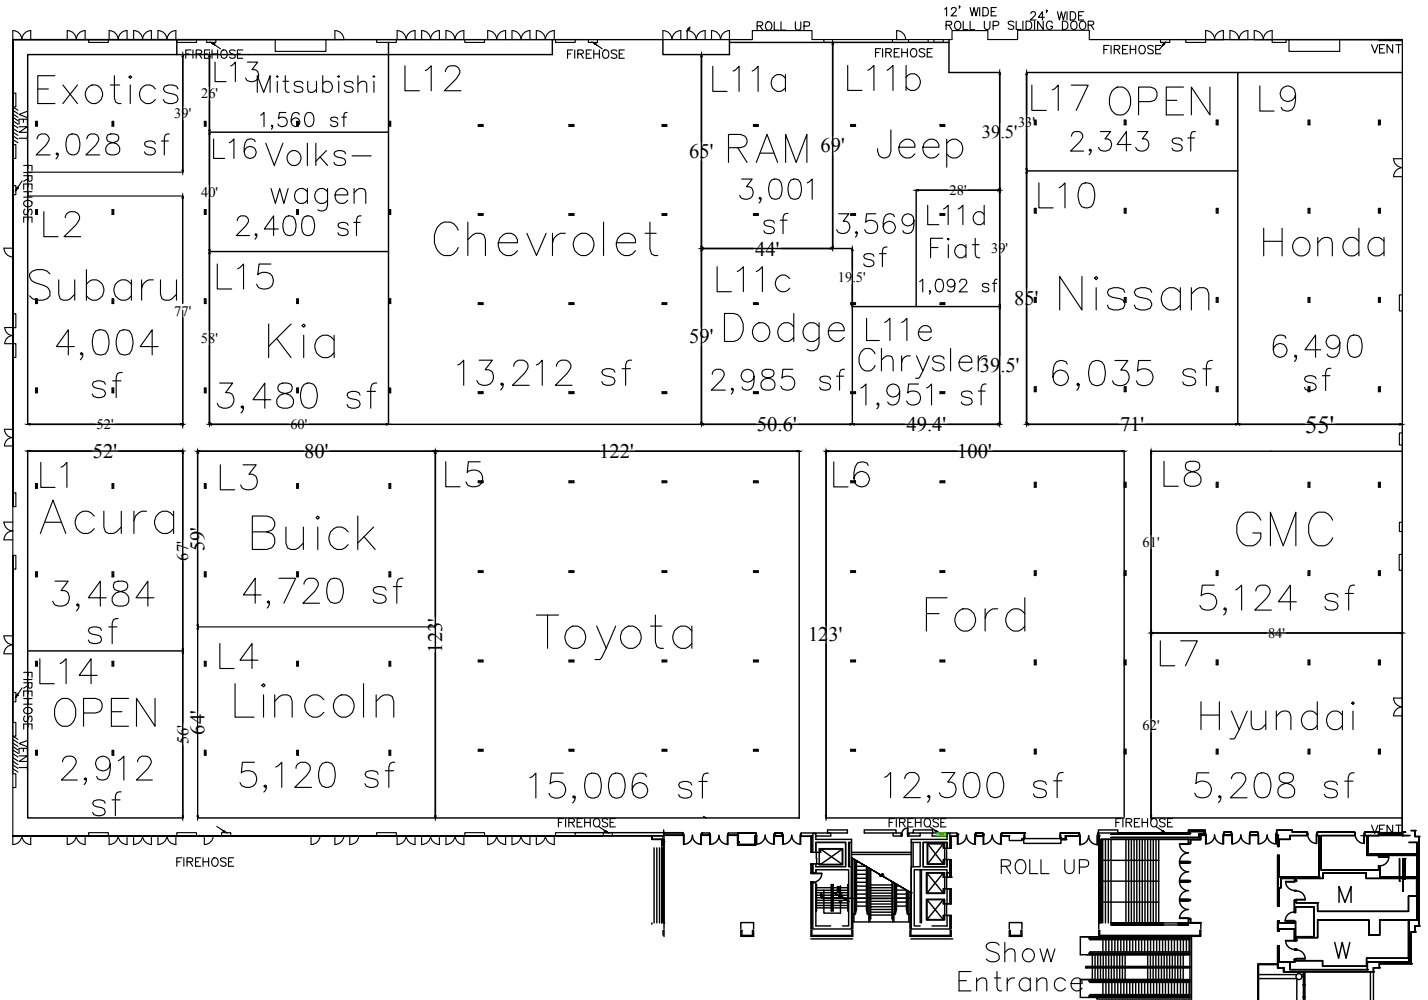 12' WIDE
24' WIDE
ROLL UP
ROLL UP SLIDING DOOR
FIREHOSE
FIREHOSE
FIREHOSE
FIREHOSE
VENT
Exotics
2,028 sf
39'
VENT
FIREHOSE
L13
Mitsubishi
26'
1,560 sf
L16 Volks-
wagen
40'
2,400 sf
L12
Chevrolet
13,212 sf
L11a
RAM
3,001
sf
65'
69'
44'
L11b
Jeep
3,569
sf
39.5'
28'
L11d
Fiat
39'
1,092 sf
19.5'
L17 OPEN
33'
2,343 sf
L9
Honda
6,490
sf
55'
L10
Nissan
6,035 sf
85'
71'
L2
Subaru
77'
4,004
sf
52'
L15
Kia
58'
3,480 sf
60'
L11c
Dodge
59'
2,985 sf
50.6'
L11e
Chrysler
39.5'
1,951 sf
49.4'
52'
L1
Acura
67'
3,484
sf
80'
L3
Buick
59'
4,720 sf
122'
L5
Toyota
123'
15,006 sf
100'
L6
Ford
123'
12,300 sf
L8
GMC
61'
5,124 sf
84'
L14
OPEN
56'
2,912
sf
FIREHOSE
VENT
L4
Lincoln
64'
5,120 sf
L7
Hyundai
62'
5,208 sf
FIREHOSE
FIREHOSE
FIREHOSE
VENT
FIREHOSE
ROLL UP
M
W
Show
Entrance